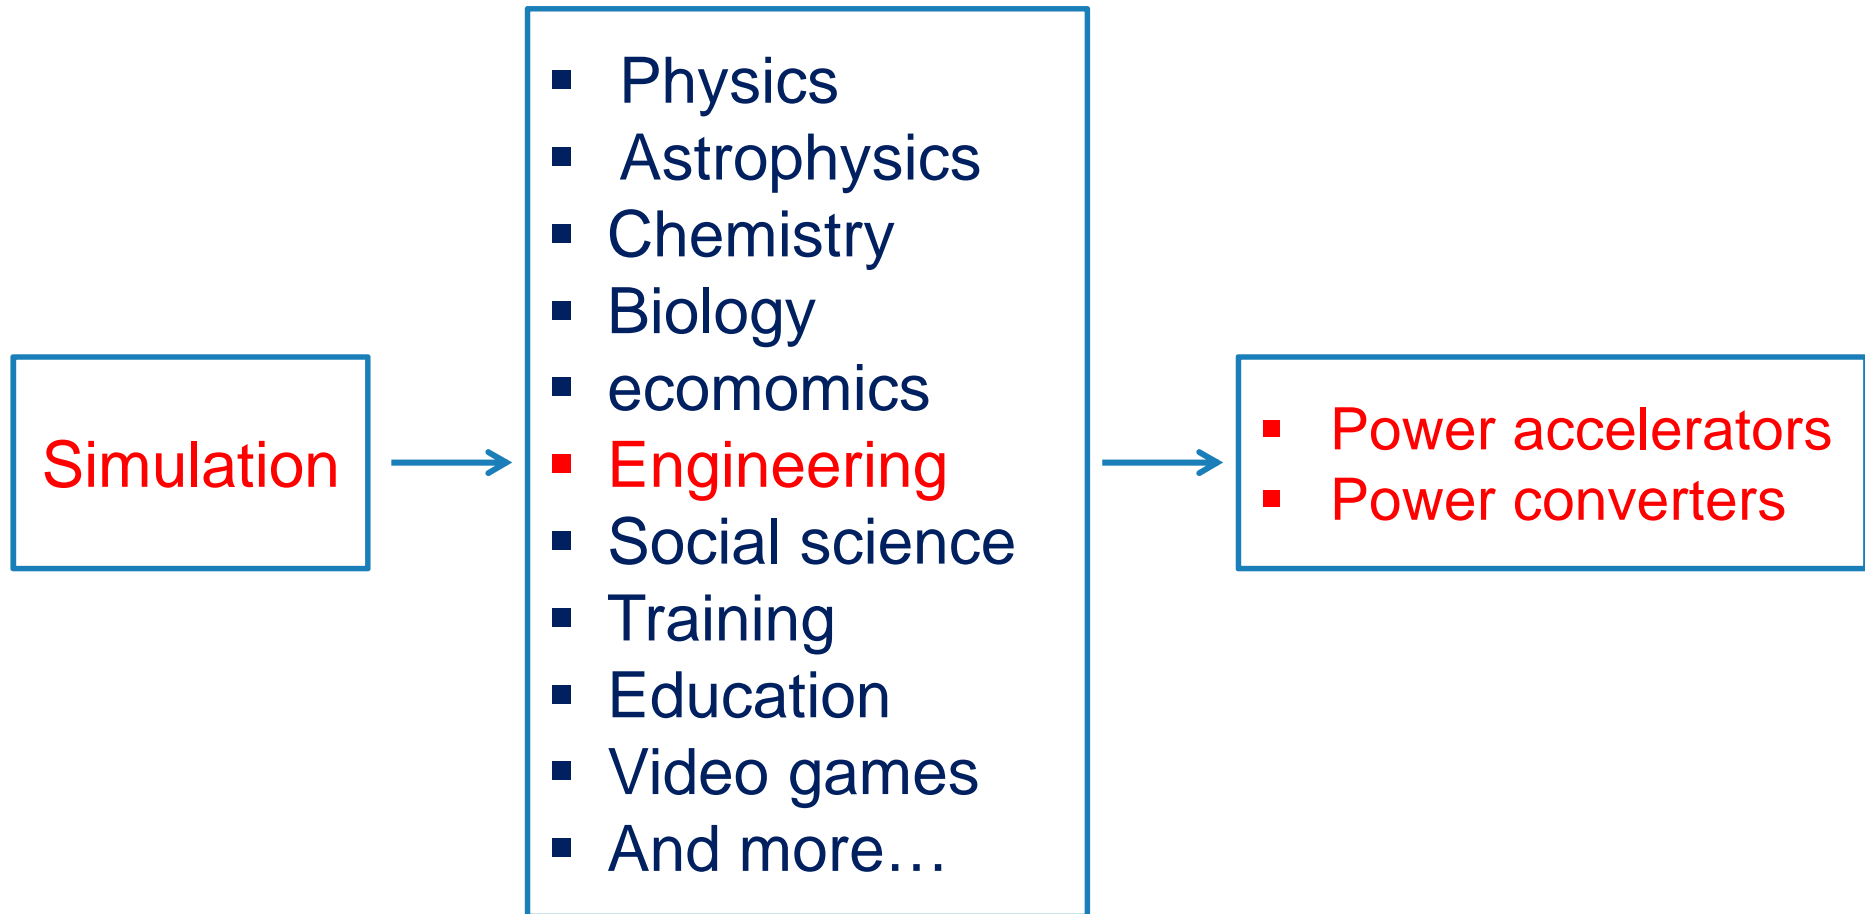 Simulation
Physics
Astrophysics
Chemistry
Biology
ecomomics
Engineering
Social science
Training
Education
Video games
And more…
Power accelerators
Power converters